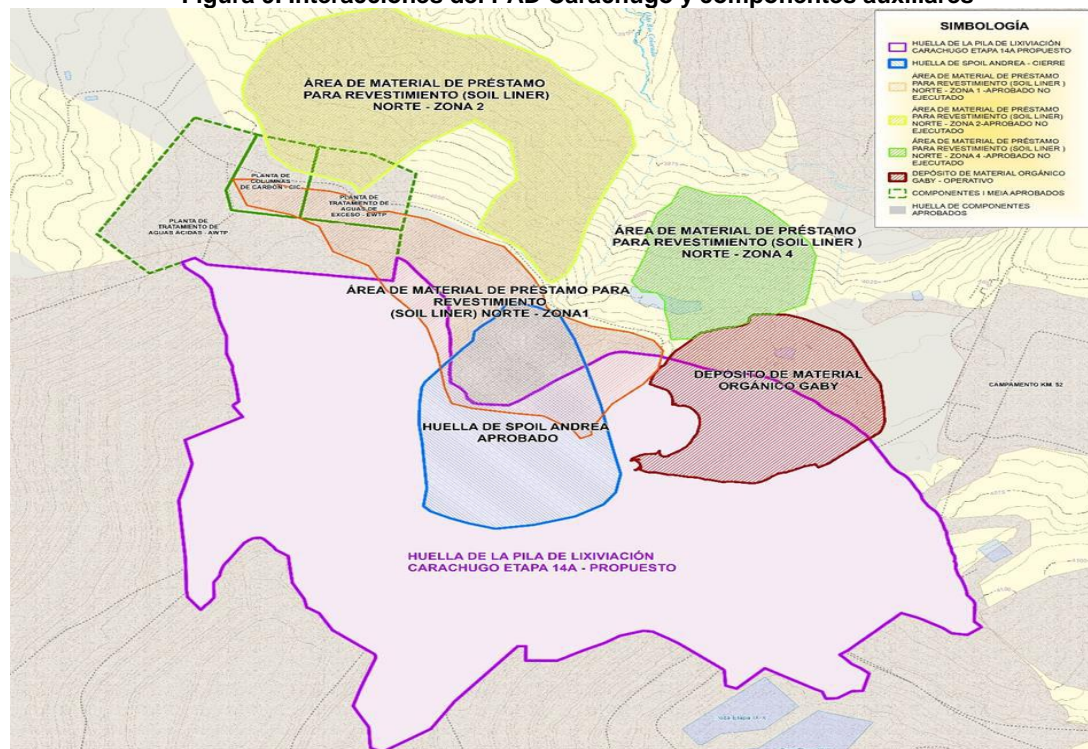 Figura 6. Interacciones del PAD Carachugo y componentes auxiliares
SIMBOLOGÍA
HUELLA DE LA PILA DE LIXIVIACIÓN
CARACHUGO ETAPA 14A PROPUESTO
HUELLA DE SPOIL ANDREA - CIERRE
ÁREA DE MATERIAL DE PRÉSTAMO
PARA REVESTIMIENTO (SOIL LINER )
NORTE - ZONA 1 -APROBADO NO
EJECUTADO
ÁREA DE MATERIAL DE PRÉSTAMO
PARA REVESTIMIENTO (SOIL LINER)
NORTE - ZONA 2-APROBADO NO
EJECUTADO
ÁREA DE MATERIAL DE PRÉSTAMO
PARA REVESTIMIENTO (SOIL LINER )
NORTE - ZONA 4 -APROBADO NO
EJECUTADO
DEPÓSITO DE MATERIAL ORGÁNICO
GABY - OPERATIVO
COMPONENTES I MEIA APROBADOS
HUELLA DE COMPONENTES
APROBADOS
ÁREA DE MATERIAL DE PRÉSTAMO
PARA REVESTIMIENTO (SOIL LINER)
NORTE - ZONA 2
PLANTA DE
COLUMNAS
DE CARBÓN - CIC
PLANTA DE
TRATAMIENTO DE
AGUAS DE
EXCESO - EWTP
PLANTA DE
TRATAMIENTO DE
AGUAS ACIDAS - AWTP
ÁREA DE MATERIAL DE PRÉSTAMO
PARA REVESTIMIENTO (SOIL LINER )
NORTE - ZONA 4
ÁREA DE MATERIAL DE PRÉSTAMO PARA
REVESTIMIENTO
(SOIL LINER) NORTE - ZONA1
DEPÓSITO DE MATERIAL
ORGÁNICO GABY
CAMPAMENTO KM. 52
HUELLA DE SPOIL ANDREA
APROBADO
HUELLA DE LA PILA DE LIXIVIACIÓN
CARACHUGO ETAPA 14A - PROPUESTO